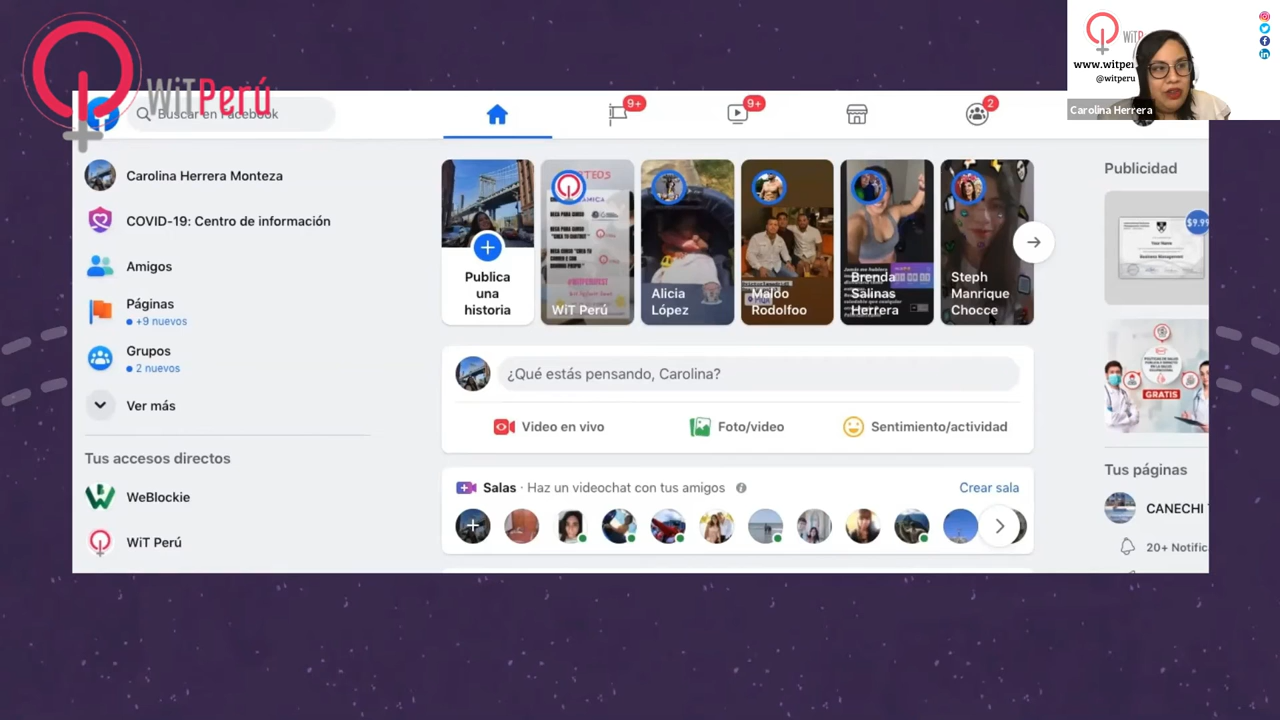 WiTPerú
Buscar en Facebook
9+
9+
2
www.witper
@witperu
Carolina Herrera
Carolina Herrera Monteza
COVID-19: Centro de información
Amigos
Páginas
+9 nuevos
Grupos
2 nuevos
Ver más
Tus accesos directos
WeBlockie
WiT Perú
Publica
una
historia
WiT Perú
Alicia
López
Maloo
Rodolfoo
Brenda
Salinas
Herrera
Steph
Manrique
Chocce
¿Qué estás pensando, Carolina?
Video en vivo
Foto/video
Sentimiento/actividad
Salas · Haz un videochat con tus amigos
Crear sala
Publicidad
$9.99
GRATIS
Tus páginas
CANECHI
20+ Notific